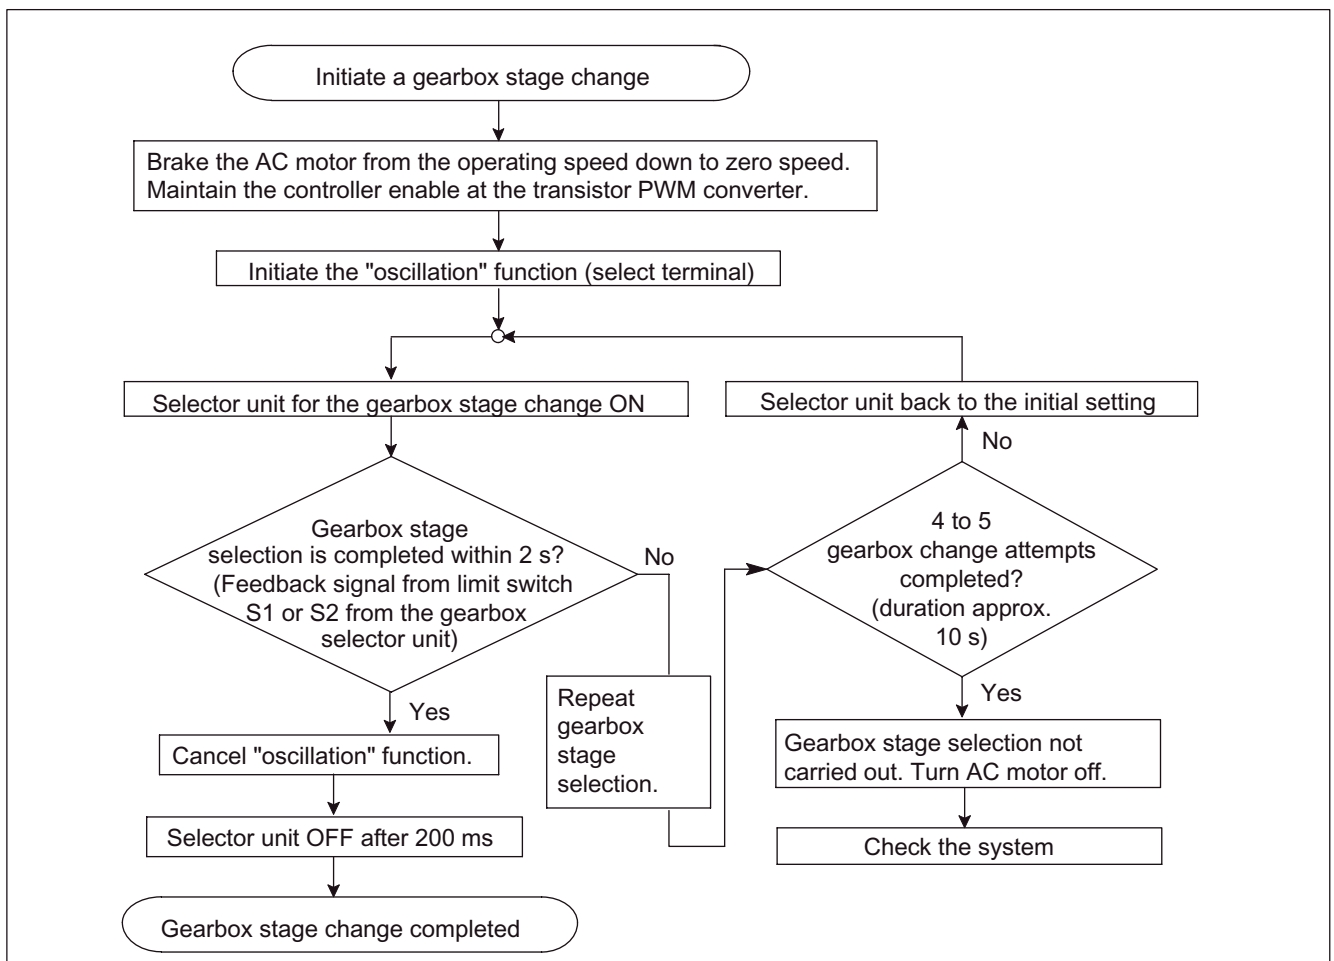 Initiate a gearbox stage change
Brake the AC motor from the operating speed down to zero speed.
Maintain the controller enable at the transistor PWM converter.
Initiate the "oscillation" function (select terminal)
Selector unit for the gearbox stage change ON
Selector unit back to the initial setting
No
Gearbox stage
selection is completed within 2 s?
(Feedback signal from limit switch
S1 or S2 from the gearbox
selector unit)
No
4 to 5
gearbox change attempts
completed?
(duration approx.
10 s)
Yes
Repeat
gearbox
stage
selection.
Yes
Cancel "oscillation" function.
Gearbox stage selection not
carried out. Turn AC motor off.
Selector unit OFF after 200 ms
Check the system
Gearbox stage change completed